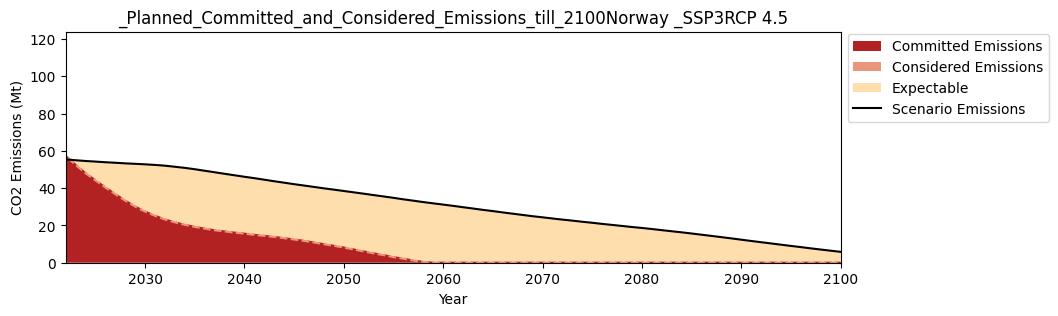 _Planned_Committed_and_Considered_Emissions_till_2100Norway _SSP3RCP 4.5
120
100
80
60
40
20
0
CO2 Emissions (Mt)
2030 2040 2050 2060 2070 2080 2090 2100
Year
Committed Emissions
Considered Emissions
Expectable
Scenario Emissions